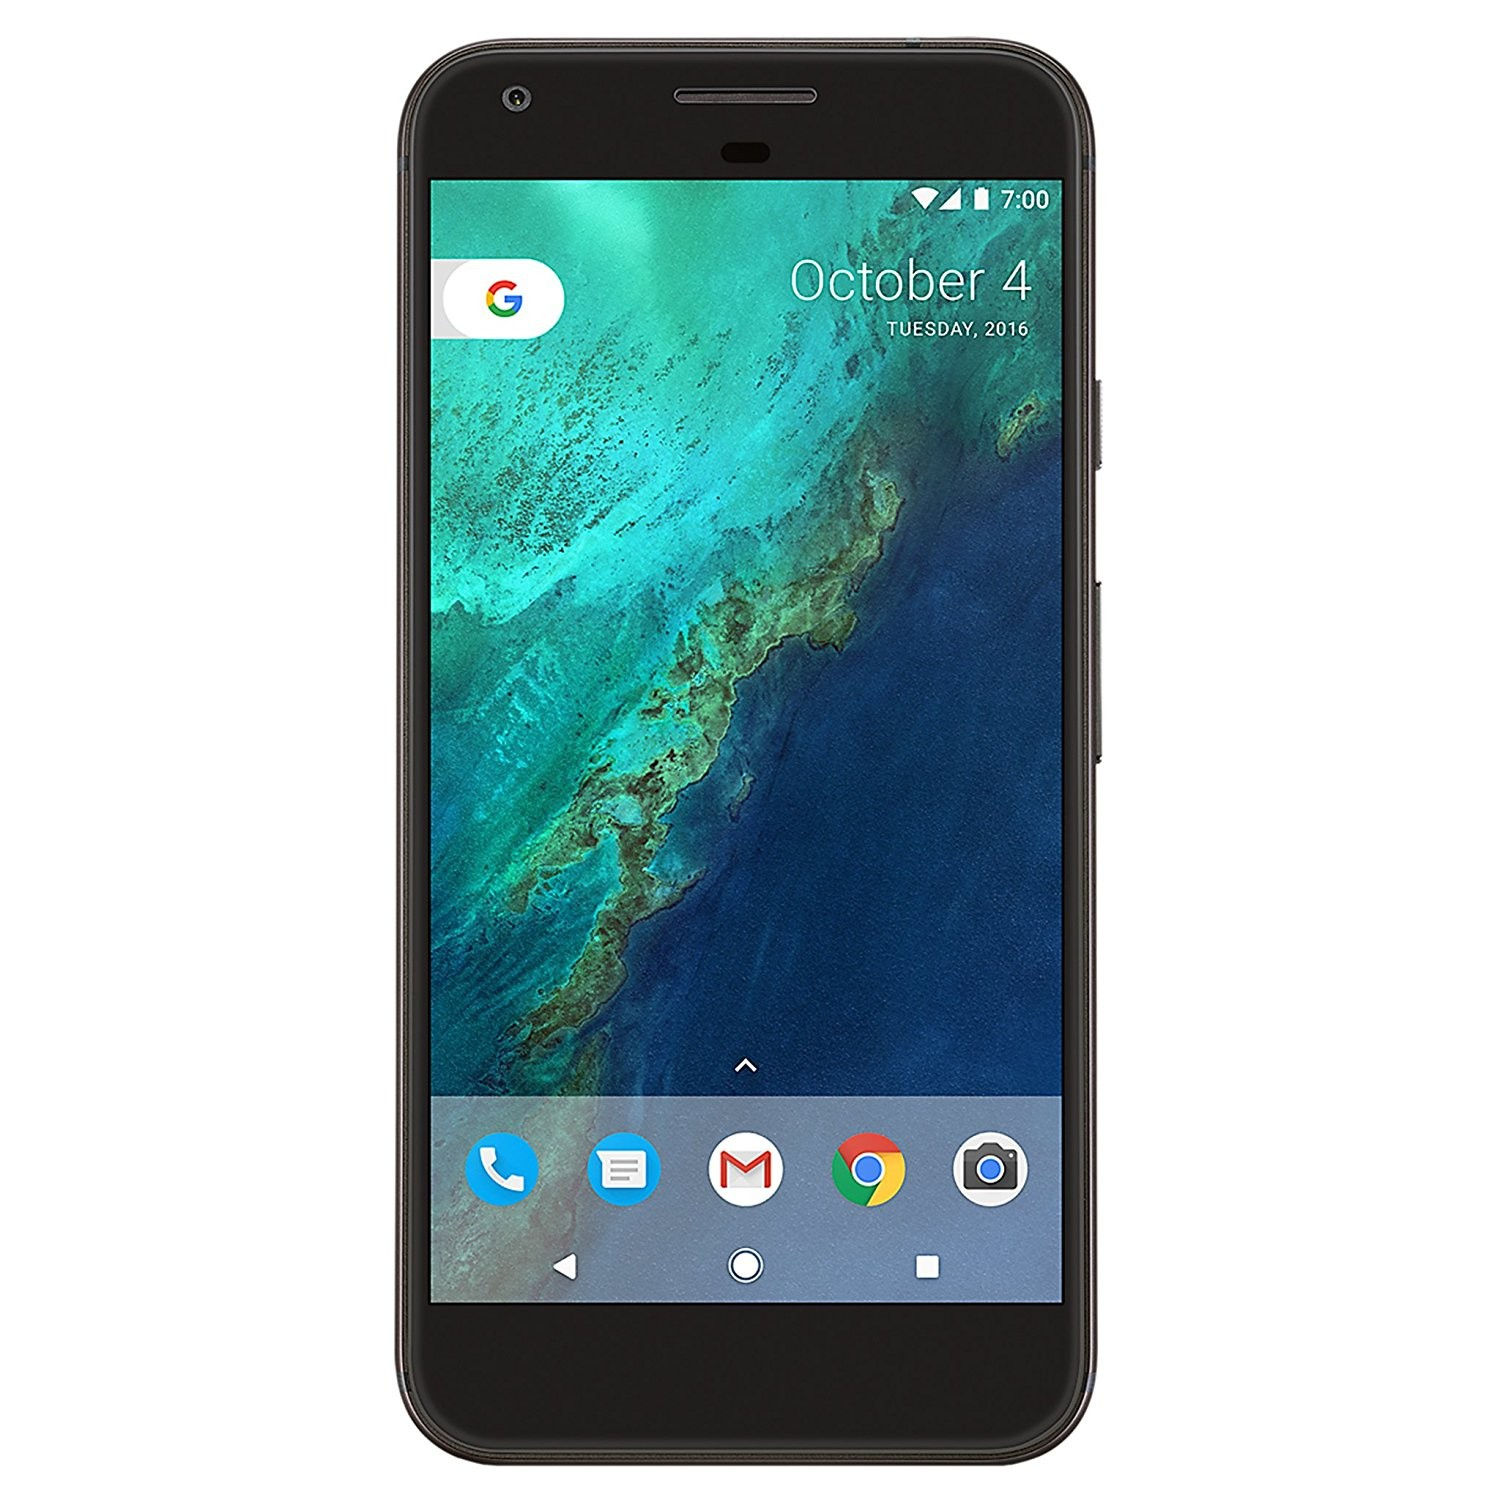 7:00
G
October 4
TUESDAY, 2016